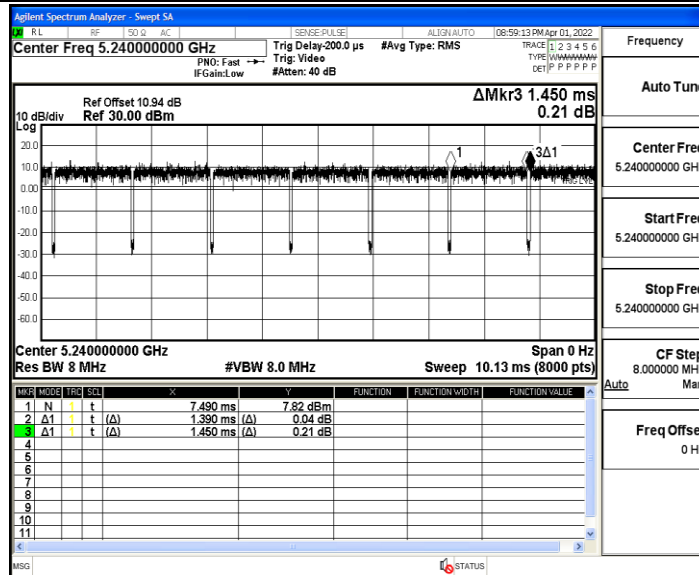 Agilent Spectrum Analyzer - Swept SA
RL RF 50 Ω AC SENSE:PULSE ALIGN AUTO 08:59:13 PM Apr 01, 2022
Center Freq 5.240000000 GHz
PNO: Fast
IFGain:Low
Trig Delay-200.0 µs
Trig: Video
#Atten: 40 dB
#Avg Type: RMS
TRACE 1 2 3 4 5 6
TYPE WWWWWW
DET P P P P P P
Frequency
Auto Tune
Center Freq
5.240000000 GH
Start Freq
5.240000000 GH
Stop Freq
5.240000000 GH
CF Step
8.000000 MH
Auto Mar
Freq Offse
0 H
ΔMkr3 1.450 ms
0.21 dB
Ref Offset 10.94 dB
10 dB/div Ref 30.00 dBm
Log
20.0
10.0
0.00
-10.0
-20.0
-30.0
-40.0
-50.0
-60.0
1
3Δ1
TRIG LVL
Center 5.240000000 GHz Span 0 Hz
Res BW 8 MHz #VBW 8.0 MHz Sweep 10.13 ms (8000 pts)
MKR MODE TRC SCL X Y FUNCTION FUNCTION WIDTH FUNCTION VALUE
1 N 1 t 7.490 ms 7.82 dBm
2 Δ1 1 t (Δ) 1.390 ms (Δ) 0.04 dB
3 Δ1 1 t (Δ) 1.450 ms (Δ) 0.21 dB
4
5
6
7
8
9
10
11
MSG STATUS